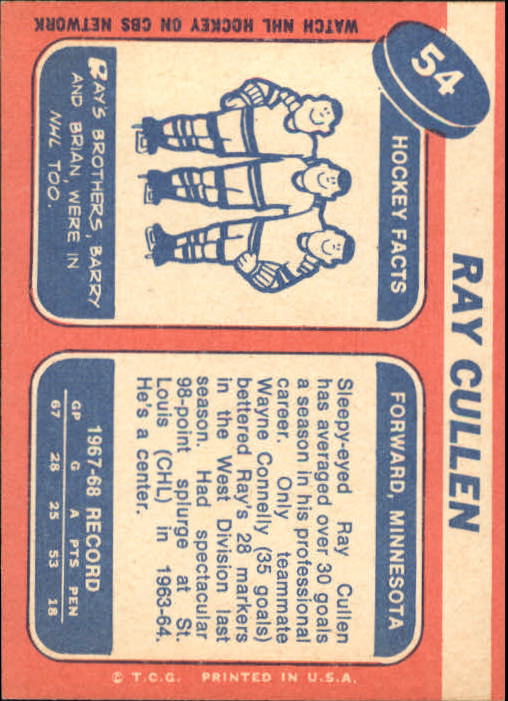 54
RAY CULLEN
HOCKEY FACTS
RAY'S BROTHERS, BARRY
AND BRIAN, WERE IN
NHL TOO.
FORWARD, MINNESOTA
Sleepy-eyed Ray Cullen
has averaged over 30 goals
a season in his professional
career. Only teammate
Wayne Connelly (35 goals)
bettered Ray's 28 markers
in the West Division last
season. Had spectacular
98-point splurge at St.
Louis (CHL) in 1963-64.
He's a center.
1967-68 RECORD
GP G A PTS PEN
67 28 25 53 18
WATCH NHL HOCKEY ON CBS NETWORK
© T.C.G. PRINTED IN U.S.A.